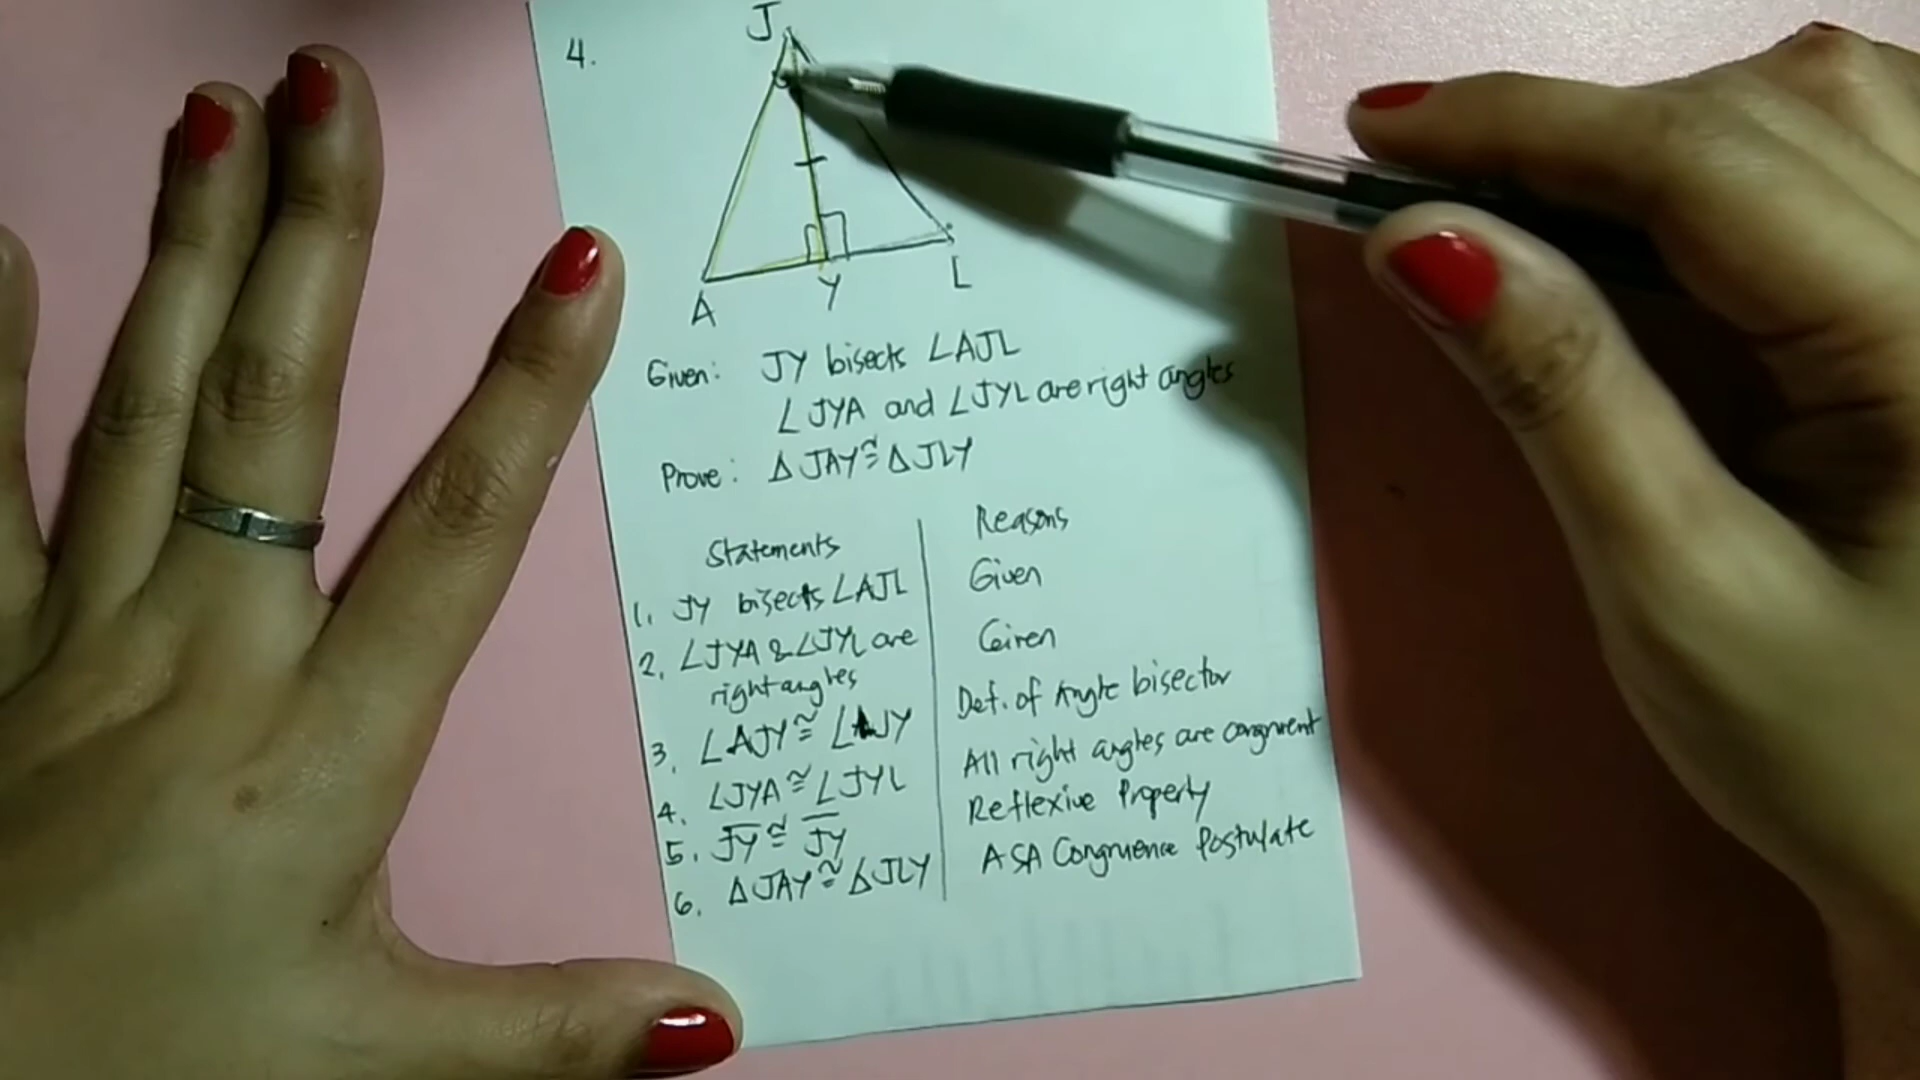 4.
J
A
Y
L
Given: JY bisects ∠AJL
∠JYA and ∠JYL are right angles
Prove: ΔJAY ≅ ΔJLY
Statements
Reasons
1. JY bisects ∠AJL
Given
2. ∠JYA & ∠JYL are
right angles
Given
3. ∠AJY ≅ ∠LJY
Def. of Angle bisector
4. ∠JYA ≅ ∠JYL
All right angles are congruent
5. JY ≅ JY
Reflexive Property
6. ΔJAY ≅ ΔJLY
ASA Congruence Postulate